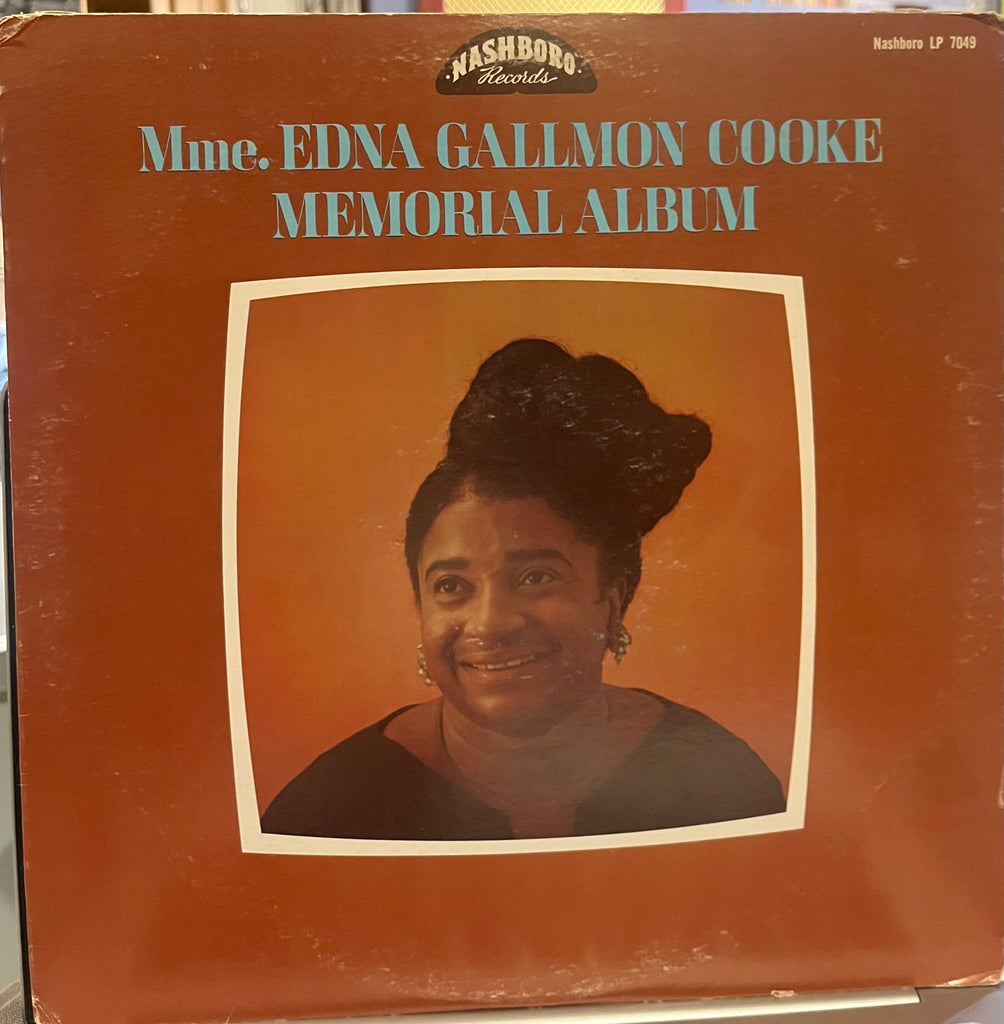 NASHBORO
Records
Nashboro LP 7049
Mme. EDNA GALLMON COOKE
MEMORIAL ALBUM